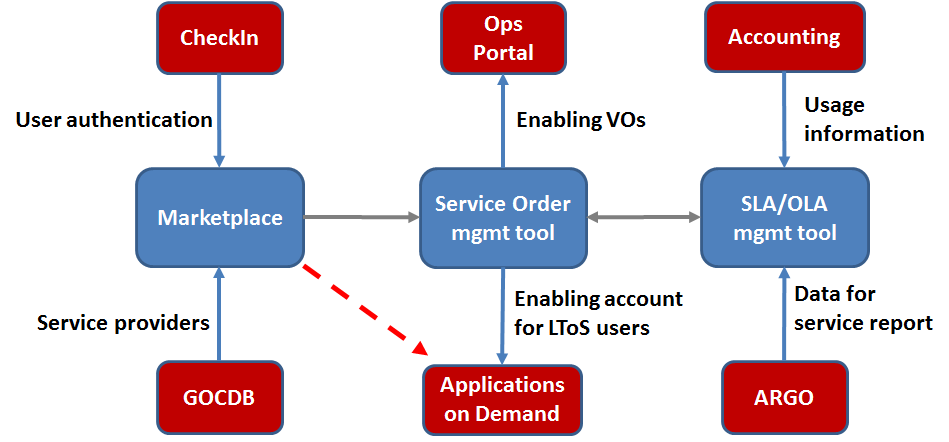 CheckIn
Ops
Portal
Accounting
User authentication
Enabling VOs
Usage
information
Marketplace
Service Order
mgmt tool
SLA/OLA
mgmt tool
Service providers
Enabling account
for LToS users
Data for
service report
GOCDB
Applications
on Demand
ARGO